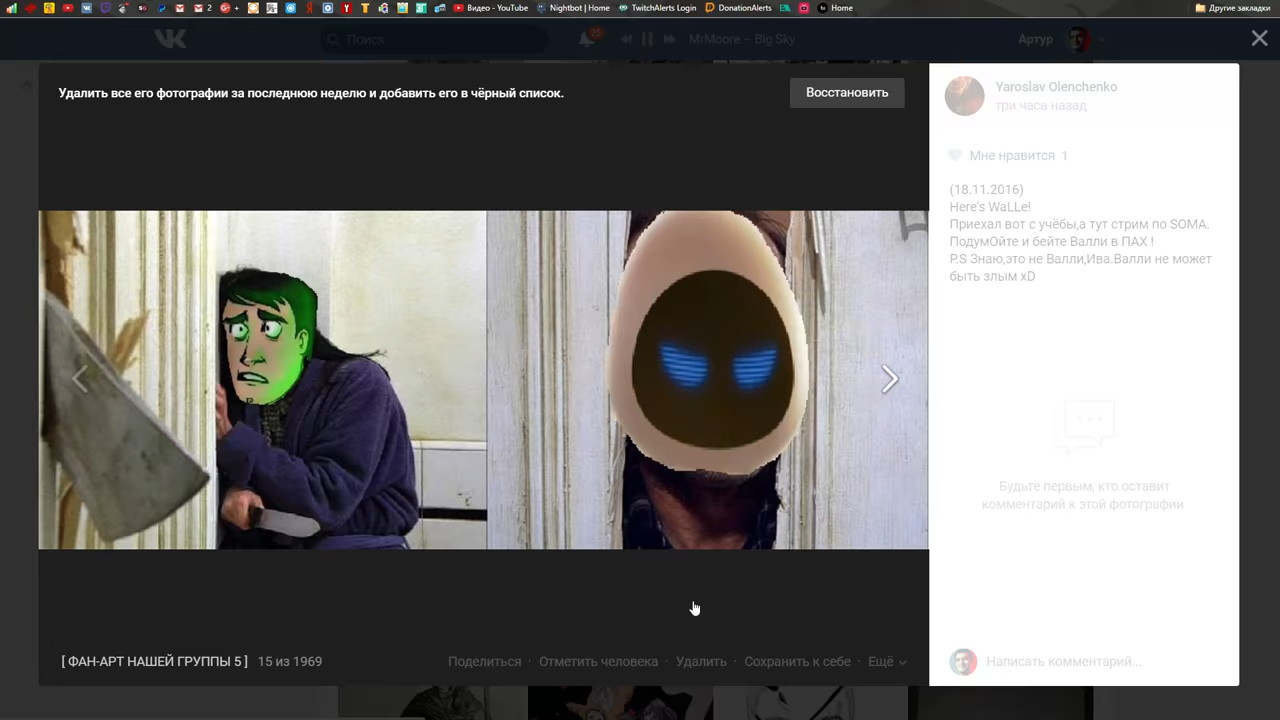 Видео - YouTube
Nightbot | Home
TwitchAlerts Login
DonationAlerts
Home
Другие закладки
Поиск
25
MrMoore – Big Sky
Артур
Удалить все его фотографии за последнюю неделю и добавить его в чёрный список.
Восстановить
Yaroslav Olenchenko
три часа назад
Мне нравится 1
(18.11.2016)
Here's WaLLe!
Приехал вот с учёбы,а тут стрим по SOMA.
ПодумОйте и бейте Валли в ПАХ !
P.S Знаю,это не Валли,Ива.Валли не может
быть злым xD
Будьте первым, кто оставит
комментарий к этой фотографии
[ ФАН-АРТ НАШЕЙ ГРУППЫ 5 ] 15 из 1969
Поделиться · Отметить человека · Удалить · Сохранить к себе · Ещё
Написать комментарий...